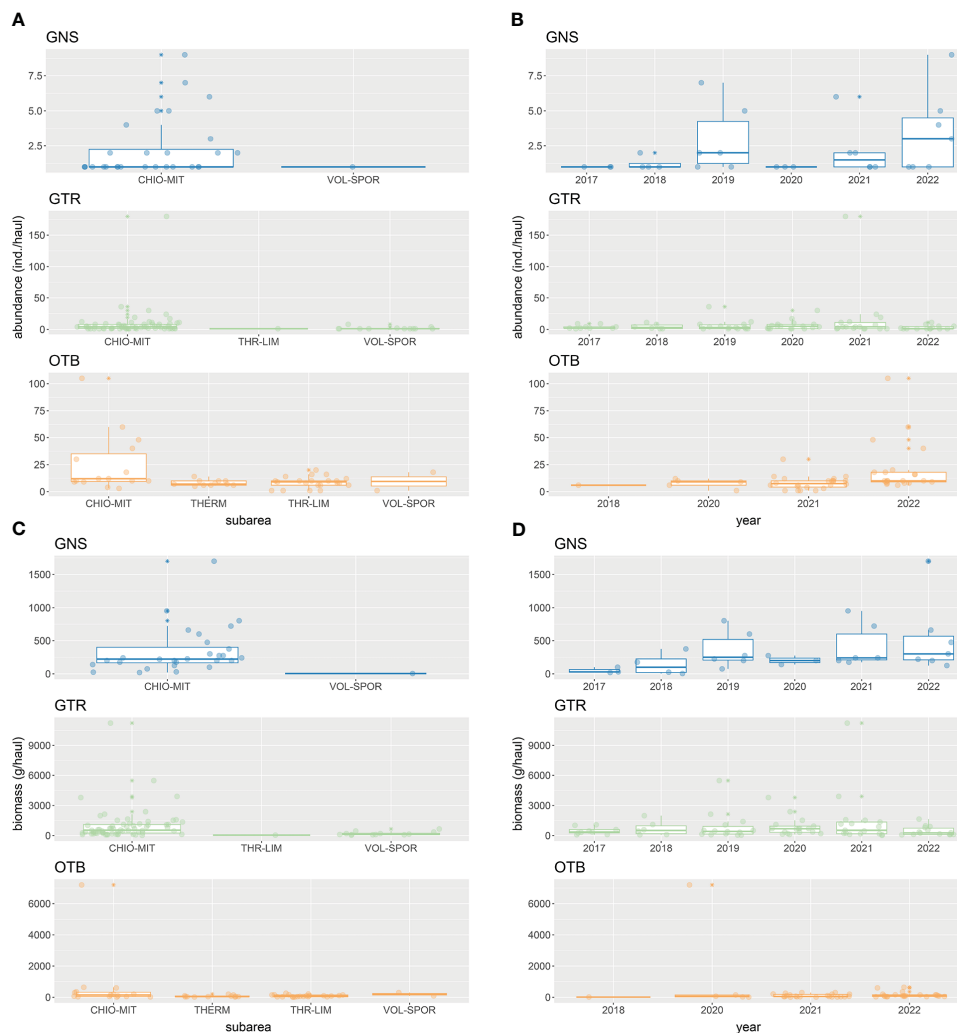 A
GNS
7.5
5.0
2.5
CHIO-MIT VOL-SPOR
GTR
abundance (ind./haul)
150
100
50
0
CHIO-MIT THR-LIM VOL-SPOR
OTB
100
75
50
25
0
CHIO-MIT THERM THR-LIM VOL-SPOR
subarea
B
GNS
7.5
5.0
2.5
2017 2018 2019 2020 2021 2022
GTR
abundance (ind./haul)
150
100
50
0
2017 2018 2019 2020 2021 2022
OTB
100
75
50
25
0
2018 2020 2021 2022
year
C
GNS
1500
1000
500
0
CHIO-MIT VOL-SPOR
GTR
biomass (g/haul)
9000
6000
3000
0
CHIO-MIT THR-LIM VOL-SPOR
OTB
6000
4000
2000
0
CHIO-MIT THERM THR-LIM VOL-SPOR
subarea
D
GNS
1500
1000
500
0
2017 2018 2019 2020 2021 2022
GTR
biomass (g/haul)
9000
6000
3000
0
2017 2018 2019 2020 2021 2022
OTB
6000
4000
2000
0
2018 2020 2021 2022
year